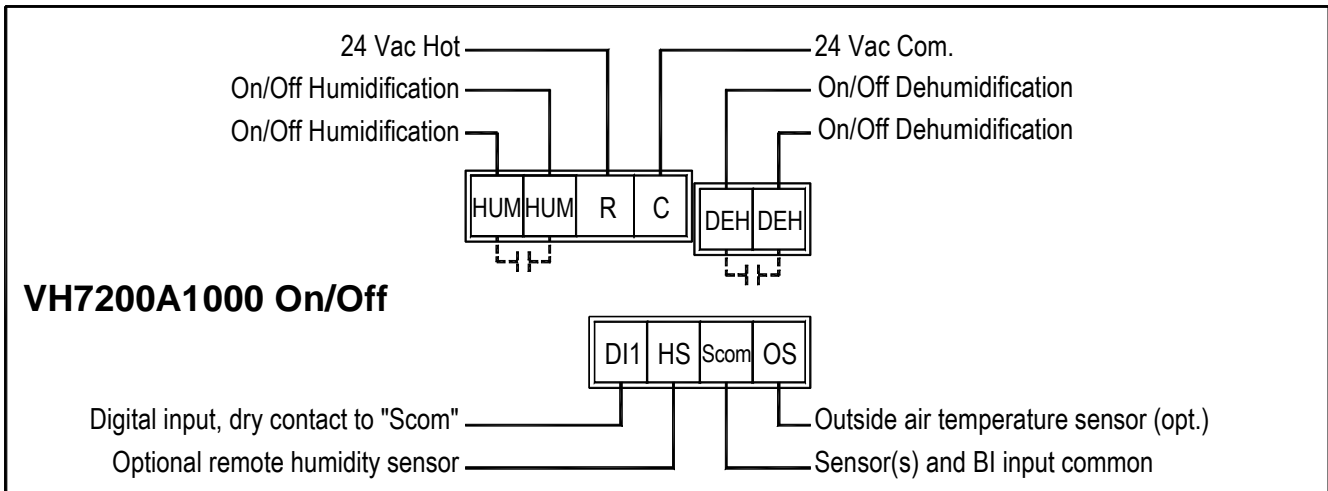 24 Vac Hot
24 Vac Com.
On/Off Humidification
On/Off Dehumidification
On/Off Humidification
On/Off Dehumidification
HUM HUM R C
DEH DEH
VH7200A1000 On/Off
DI1 HS Scom OS
Digital input, dry contact to "Scom"
Outside air temperature sensor (opt.)
Optional remote humidity sensor
Sensor(s) and BI input common